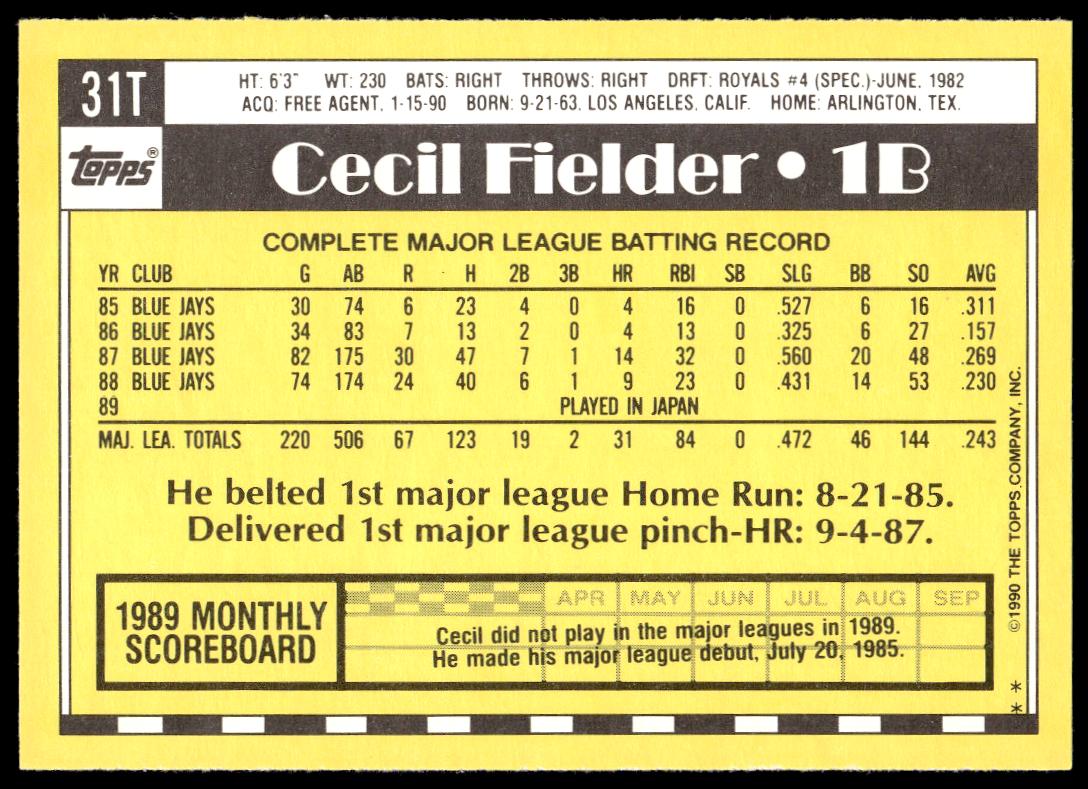 31T
HT: 6'3" WT: 230 BATS: RIGHT THROWS: RIGHT DRFT: ROYALS #4 (SPEC.)-JUNE, 1982
ACQ: FREE AGENT, 1-15-90 BORN: 9-21-63, LOS ANGELES, CALIF. HOME: ARLINGTON, TEX.
TOPPS®
Cecil Fielder • 1B
COMPLETE MAJOR LEAGUE BATTING RECORD
YR CLUB G AB R H 2B 3B HR RBI SB SLG BB SO AVG
85 BLUE JAYS 30 74 6 23 4 0 4 16 0 .527 6 16 .311
86 BLUE JAYS 34 83 7 13 2 0 4 13 0 .325 6 27 .157
87 BLUE JAYS 82 175 30 47 7 1 14 32 0 .560 20 48 .269
88 BLUE JAYS 74 174 24 40 6 1 9 23 0 .431 14 53 .230
89 PLAYED IN JAPAN
MAJ. LEA. TOTALS 220 506 67 123 19 2 31 84 0 .472 46 144 .243
He belted 1st major league Home Run: 8-21-85.
Delivered 1st major league pinch-HR: 9-4-87.
1989 MONTHLY
SCOREBOARD
APR MAY JUN JUL AUG SEP
Cecil did not play in the major leagues in 1989.
He made his major league debut, July 20, 1985.
©1990 THE TOPPS COMPANY, INC.
* *